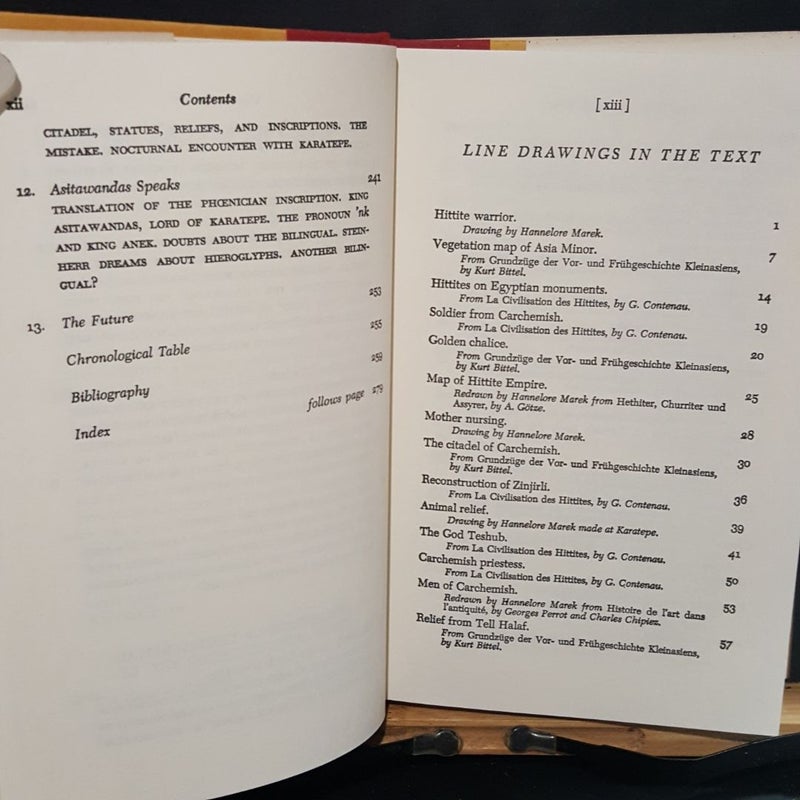 xii
Contents
CITADEL, STATUES, RELIEFS, AND INSCRIPTIONS. THE
MISTAKE. NOCTURNAL ENCOUNTER WITH KARATEPE.
12. Asitawandas Speaks 241
TRANSLATION OF THE PHŒNICIAN INSCRIPTION. KING
ASITAWANDAS, LORD OF KARATEPE. THE PRONOUN 'nk
AND KING ANEK. DOUBTS ABOUT THE BILINGUAL. STEIN-
HERR DREAMS ABOUT HIEROGLYPHS. ANOTHER BILIN-
GUAL?
13. The Future 253
Chronological Table 255
Bibliography 259
Index follows page 279
[xiii]
LINE DRAWINGS IN THE TEXT
Hittite warrior. 1
Drawing by Hannelore Marek.
Vegetation map of Asia Minor. 7
From Grundzüge der Vor- und Frühgeschichte Kleinasiens,
by Kurt Bittel.
Hittites on Egyptian monuments. 14
From La Civilisation des Hittites, by G. Contenau.
Soldier from Carchemish. 19
From La Civilisation des Hittites, by G. Contenau.
Golden chalice. 20
From Grundzüge der Vor- und Frühgeschichte Kleinasiens,
by Kurt Bittel.
Map of Hittite Empire. 25
Redrawn by Hannelore Marek from Hethiter, Churriter und
Assyrer, by A. Götze.
Mother nursing. 28
Drawing by Hannelore Marek.
The citadel of Carchemish. 30
From Grundzüge der Vor- und Frühgeschichte Kleinasiens,
by Kurt Bittel.
Reconstruction of Zinjirli. 36
From La Civilisation des Hittites, by G. Contenau.
Animal relief. 39
Drawing by Hannelore Marek made at Karatepe.
The God Teshub. 41
From La Civilisation des Hittites, by G. Contenau.
Carchemish priestess. 50
From La Civilisation des Hittites, by G. Contenau.
Men of Carchemish. 53
Redrawn by Hannelore Marek from Histoire de l'art dans
l'antiquité, by Georges Perrot and Charles Chipiez.
Relief from Tell Halaf. 57
From Grundzüge der Vor- und Frühgeschichte Kleinasiens,
by Kurt Bittel.